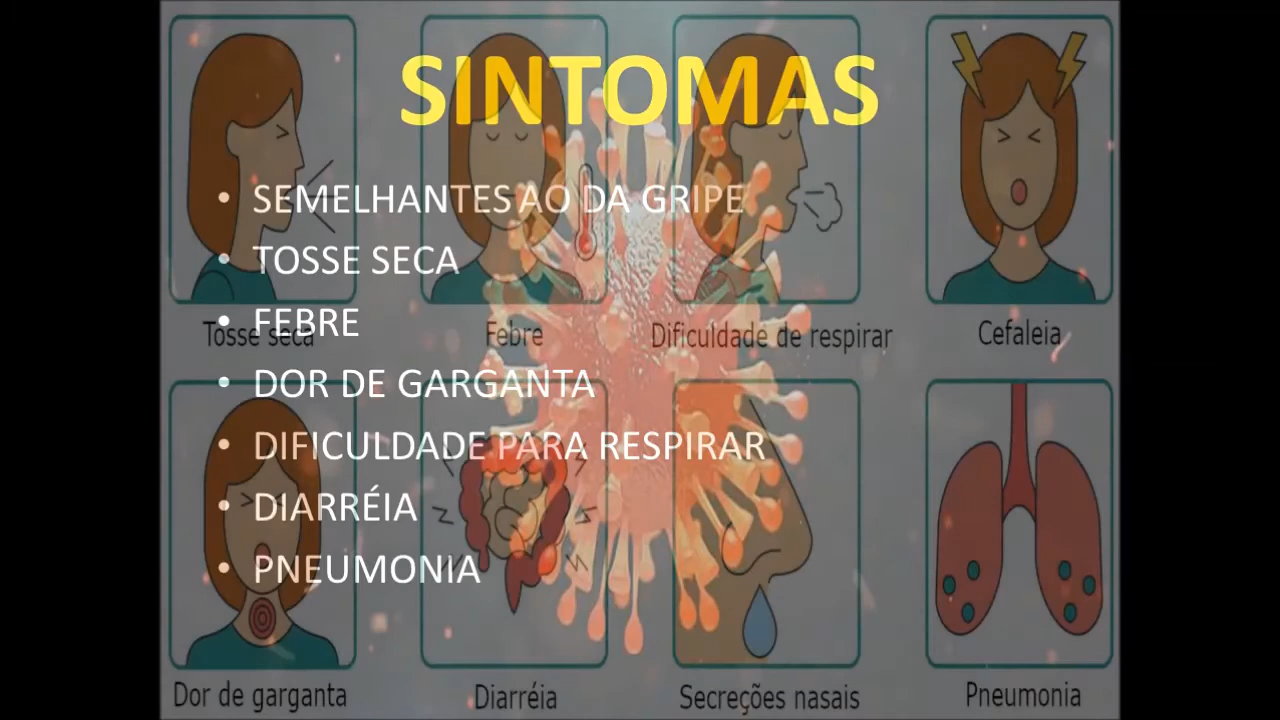 SINTOMAS
• SEMELHANTES AO DA GRIPE
• TOSSE SECA
• FEBRE
• DOR DE GARGANTA
• DIFICULDADE PARA RESPIRAR
• DIARRÉIA
• PNEUMONIA
Tosse seca
Febre
Dificuldade de respirar
Cefaleia
Dor de garganta
Diarréia
Secreções nasais
Pneumonia